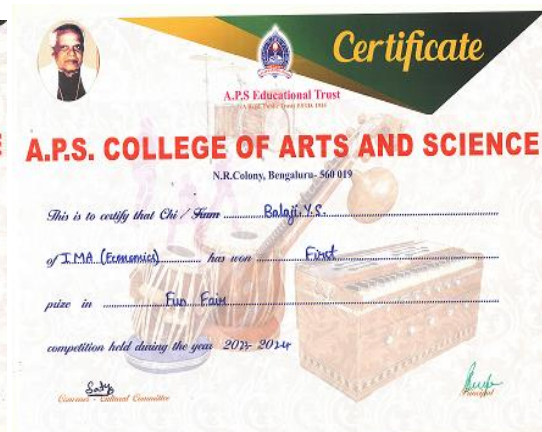 Certificate
A.P.S Educational Trust
A.P.S. COLLEGE OF ARTS AND SCIENCE
N.R.Colony, Bengaluru- 560 019
This is to certify that Chi / Kum Balaji. Y.S.
of I MA (Economics) has won First
prize in Fun Fair
competition held during the year 2023- 2024
Convenor - Cultural Committee
Principal